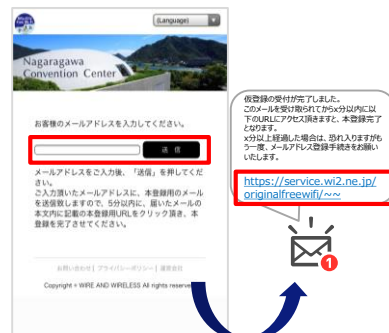 (Language)
Nagaragawa
Convention Center
お客様のメールアドレスを入力してください。
送 信
メールアドレスをご入力後、「送信」を押してくだ
さい。
ご入力頂いたメールアドレスに、本登録用のメール
を送信致しますので、5分以内に、届いたメールの
本文内に記載の本登録用URLをクリック頂き、本
登録を完了させてください。
お問い合わせ | プライバシーポリシー | 運営会社
Copyright © WIRE AND WIRELESS All rights reserve
仮登録の受付が完了しました。
このメールを受け取られてからx分以内に以
下のURLにアクセス頂きますと、本登録完了
となります。
x分以上経過した場合は、恐れ入りますがも
う一度、メールアドレス登録手続きをお願い
いたします。
https://service.wi2.ne.jp/
originalfreewifi/~~
1